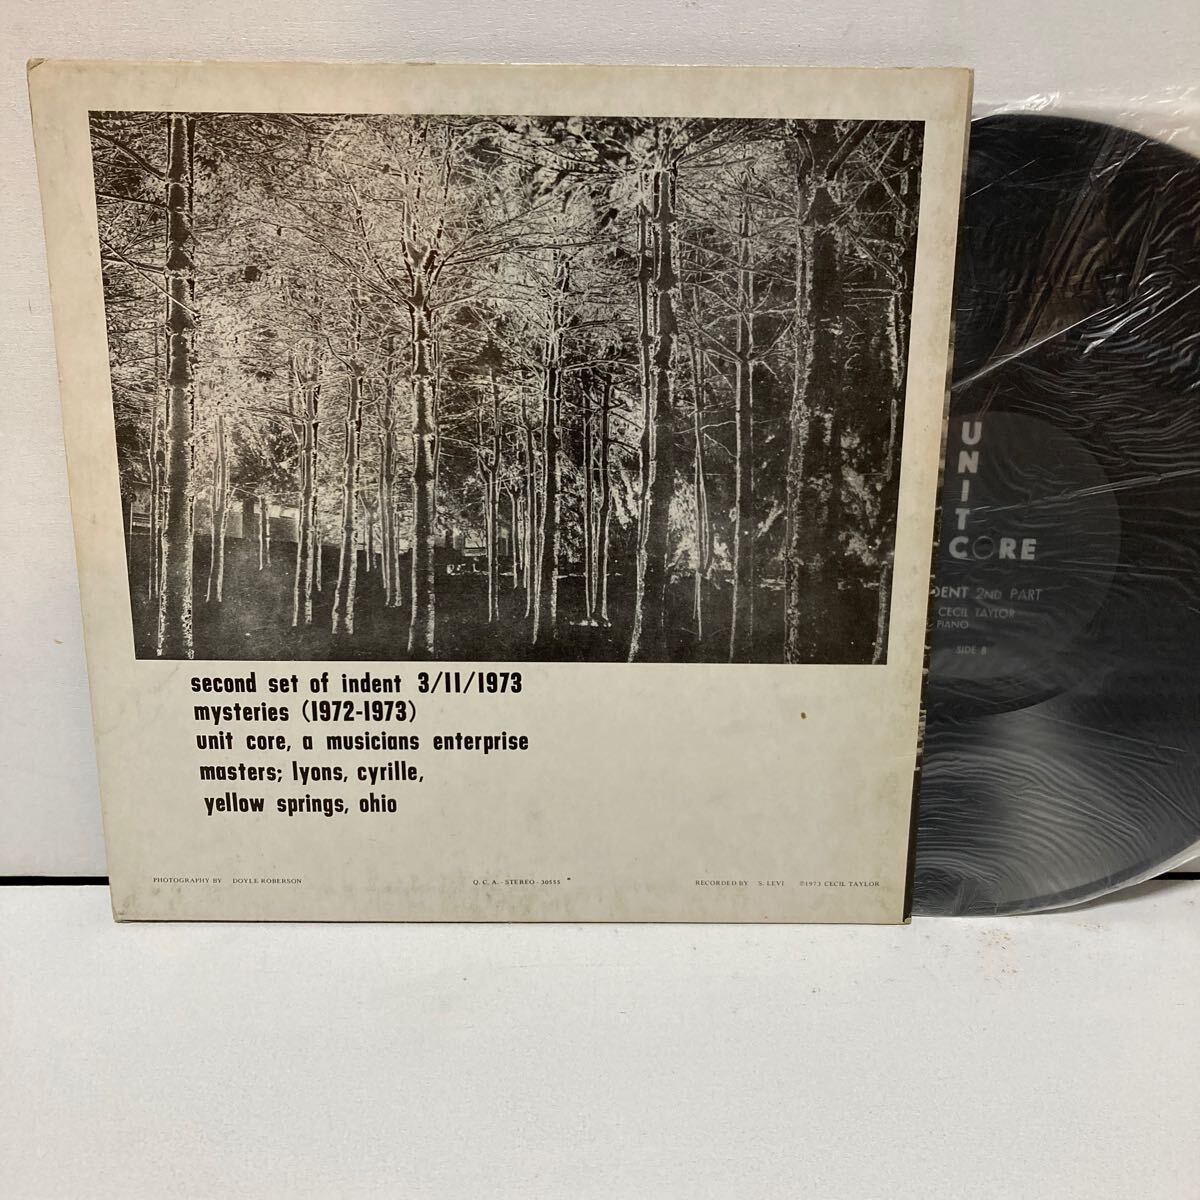 second set of indent 3/11/1973
mysteries (1972-1973)
unit core, a musicians enterprise
masters; lyons, cyrille,
yellow springs, ohio
PHOTOGRAPHY BY DOYLE ROBERSON
Q. C. A. - STEREO - 30555
RECORDED BY S. LEVI ©1973 CECIL TAYLOR
UNIT
CORE
DENT 2ND PART
CECIL TAYLOR
PIANO
SIDE B